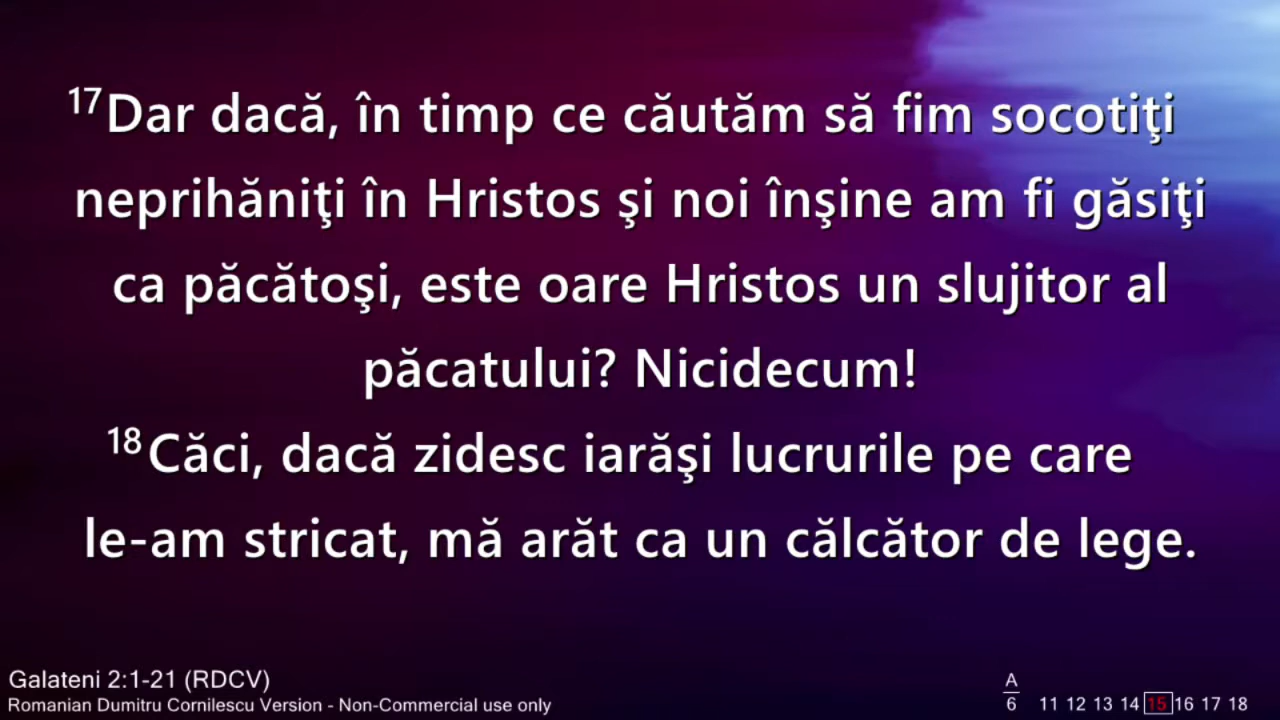 17Dar dacă, în timp ce căutăm să fim socotiţi
neprihăniţi în Hristos şi noi înşine am fi găsiţi
ca păcătoşi, este oare Hristos un slujitor al
păcatului? Nicidecum!
18Căci, dacă zidesc iarăşi lucrurile pe care
le-am stricat, mă arăt ca un călcător de lege.
Galateni 2:1-21 (RDCV)
Romanian Dumitru Cornilescu Version - Non-Commercial use only
A
6
11 12 13 14 15 16 17 18